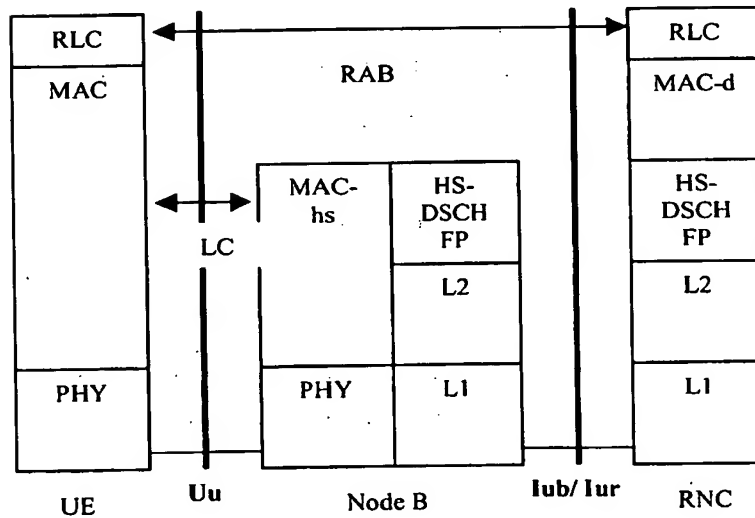 RLC
MAC
PHY
UE
RAB
LC
Uu
MAC-
hs
PHY
HS-
DSCH
FP
L2
L1
Node B
Iub/ Iur
RLC
MAC-d
HS-
DSCH
FP
L2
L1
RNC